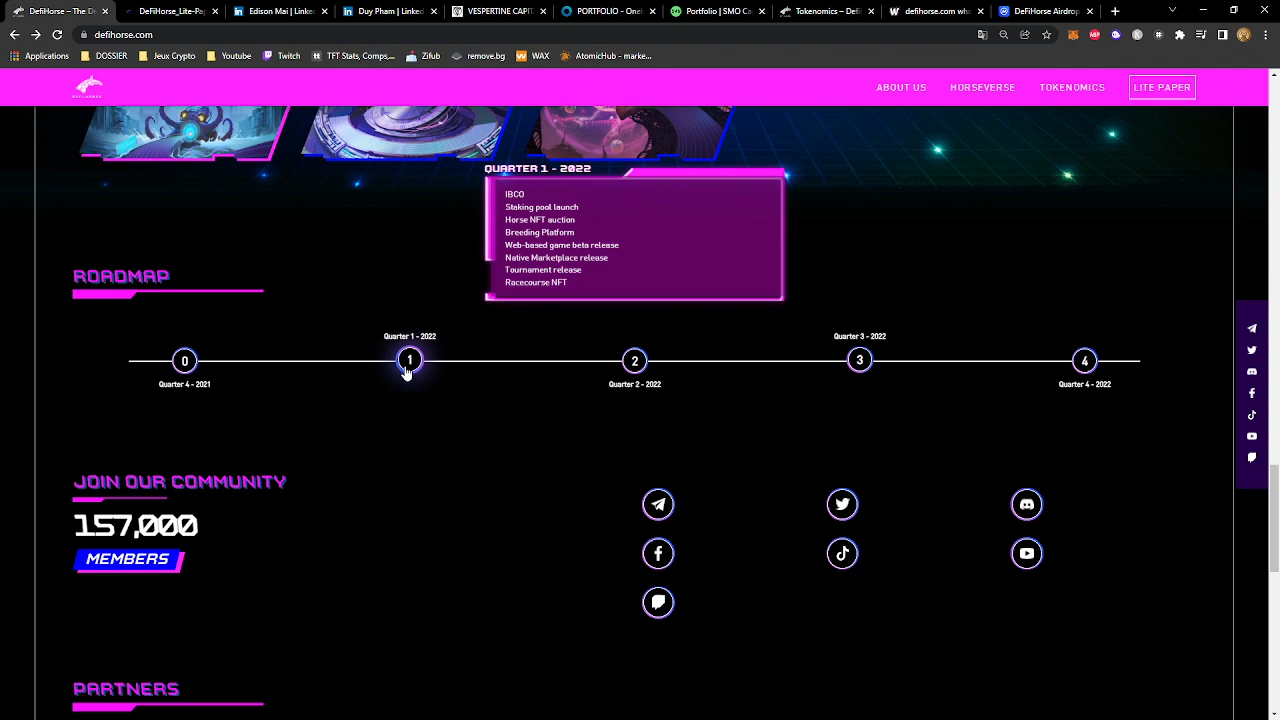 DefiHorse – The De
DefiHorse_Lite-Pa
Edison Mai | Linke
Duy Pham | Linked
VESPERTINE CAPIT
PORTFOLIO – Onel
Portfolio | SMO Ca
Tokenomics – Defi
defihorse.com who
DeFiHorse Airdrop
defihorse.com
Applications
DOSSIER
Jeux Crypto
Youtube
Twitch
TFT Stats, Comps,...
Zifub
remove.bg
WAX
AtomicHub - marke...
ABOUT US
HORSEVERSE
TOKENOMICS
LITE PAPER
QUARTER 1 - 2022
IBCO
Staking pool launch
Horse NFT auction
Breeding Platform
Web-based game beta release
Native Marketplace release
Tournament release
Racecourse NFT
ROADMAP
Quarter 1 - 2022
Quarter 3 - 2022
0
1
2
3
4
Quarter 4 - 2021
Quarter 2 - 2022
Quarter 4 - 2022
JOIN OUR COMMUNITY
157,000
MEMBERS
PARTNERS